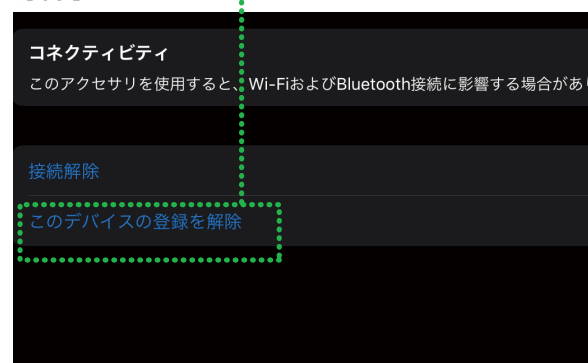 コネクティビティ
このアクセサリを使用すると、Wi-FiおよびBluetooth接続に影響する場合があ
接続解除
このデバイスの登録を解除